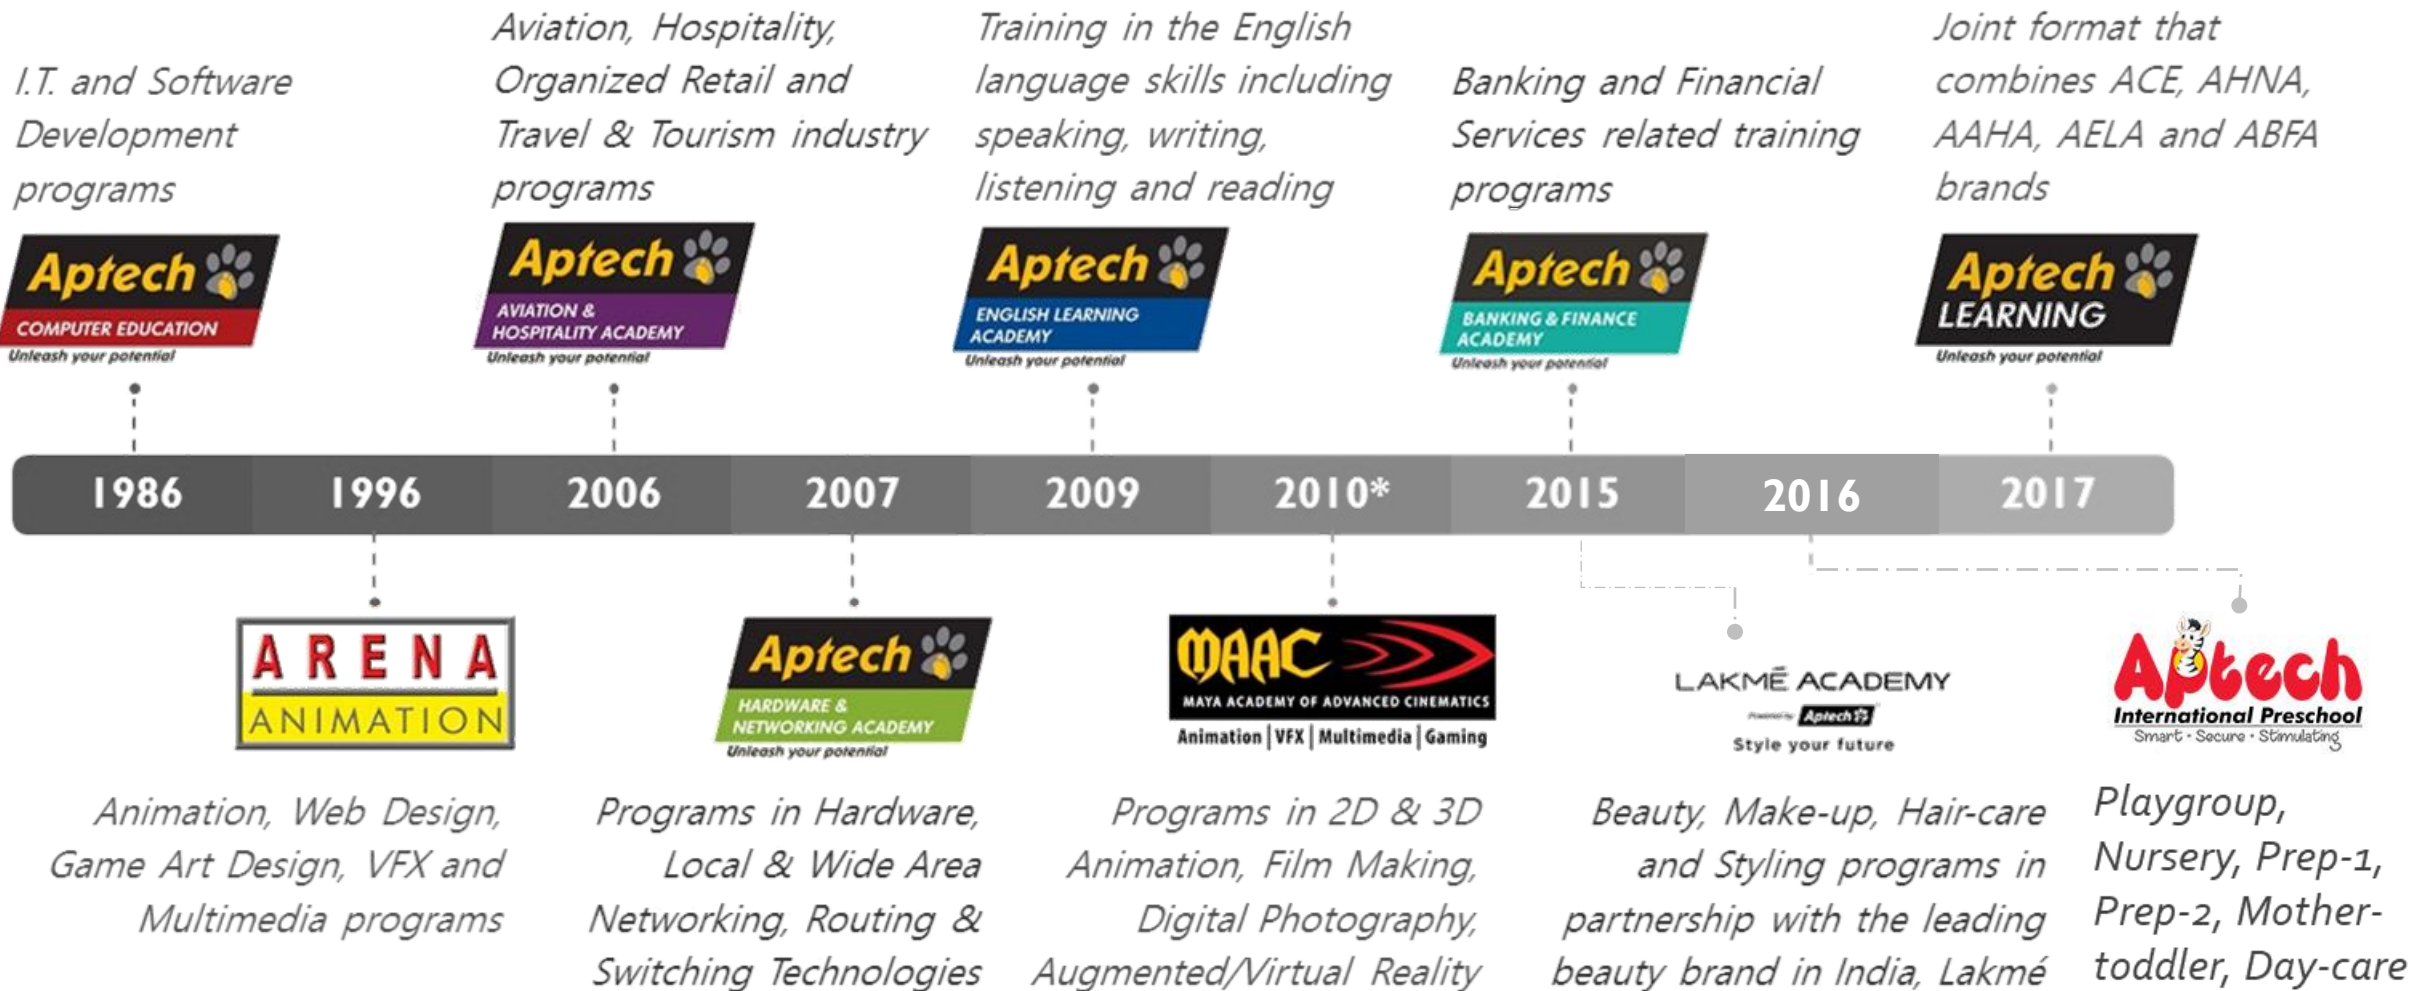 I.T. and Software
Development
programs
Aptech
COMPUTER EDUCATION
Unleash your potential
Aviation, Hospitality,
Organized Retail and
Travel & Tourism industry
programs
Aptech
AVIATION &
HOSPITALITY ACADEMY
Unleash your potential
Training in the English
language skills including
speaking, writing,
listening and reading
Aptech
ENGLISH LEARNING
ACADEMY
Unleash your potential
Banking and Financial
Services related training
programs
Aptech
BANKING & FINANCE
ACADEMY
Unleash your potential
Joint format that
combines ACE, AHNA,
AAHA, AELA and ABFA
brands
Aptech
LEARNING
Unleash your potential
1986 1996 2006 2007 2009 2010* 2015 2016 2017
ARENA
ANIMATION
Animation, Web Design,
Game Art Design, VFX and
Multimedia programs
Aptech
HARDWARE &
NETWORKING ACADEMY
Unleash your potential
Programs in Hardware,
Local & Wide Area
Networking, Routing &
Switching Technologies
MAAC
MAYA ACADEMY OF ADVANCED CINEMATICS
Animation | VFX | Multimedia | Gaming
Programs in 2D & 3D
Animation, Film Making,
Digital Photography,
Augmented/Virtual Reality
LAKMÉ ACADEMY
Powered by Aptech
Style your future
Beauty, Make-up, Hair-care
and Styling programs in
partnership with the leading
beauty brand in India, Lakmé
Aptech
International Preschool
Smart · Secure · Stimulating
Playgroup,
Nursery, Prep-1,
Prep-2, Mother-
toddler, Day-care